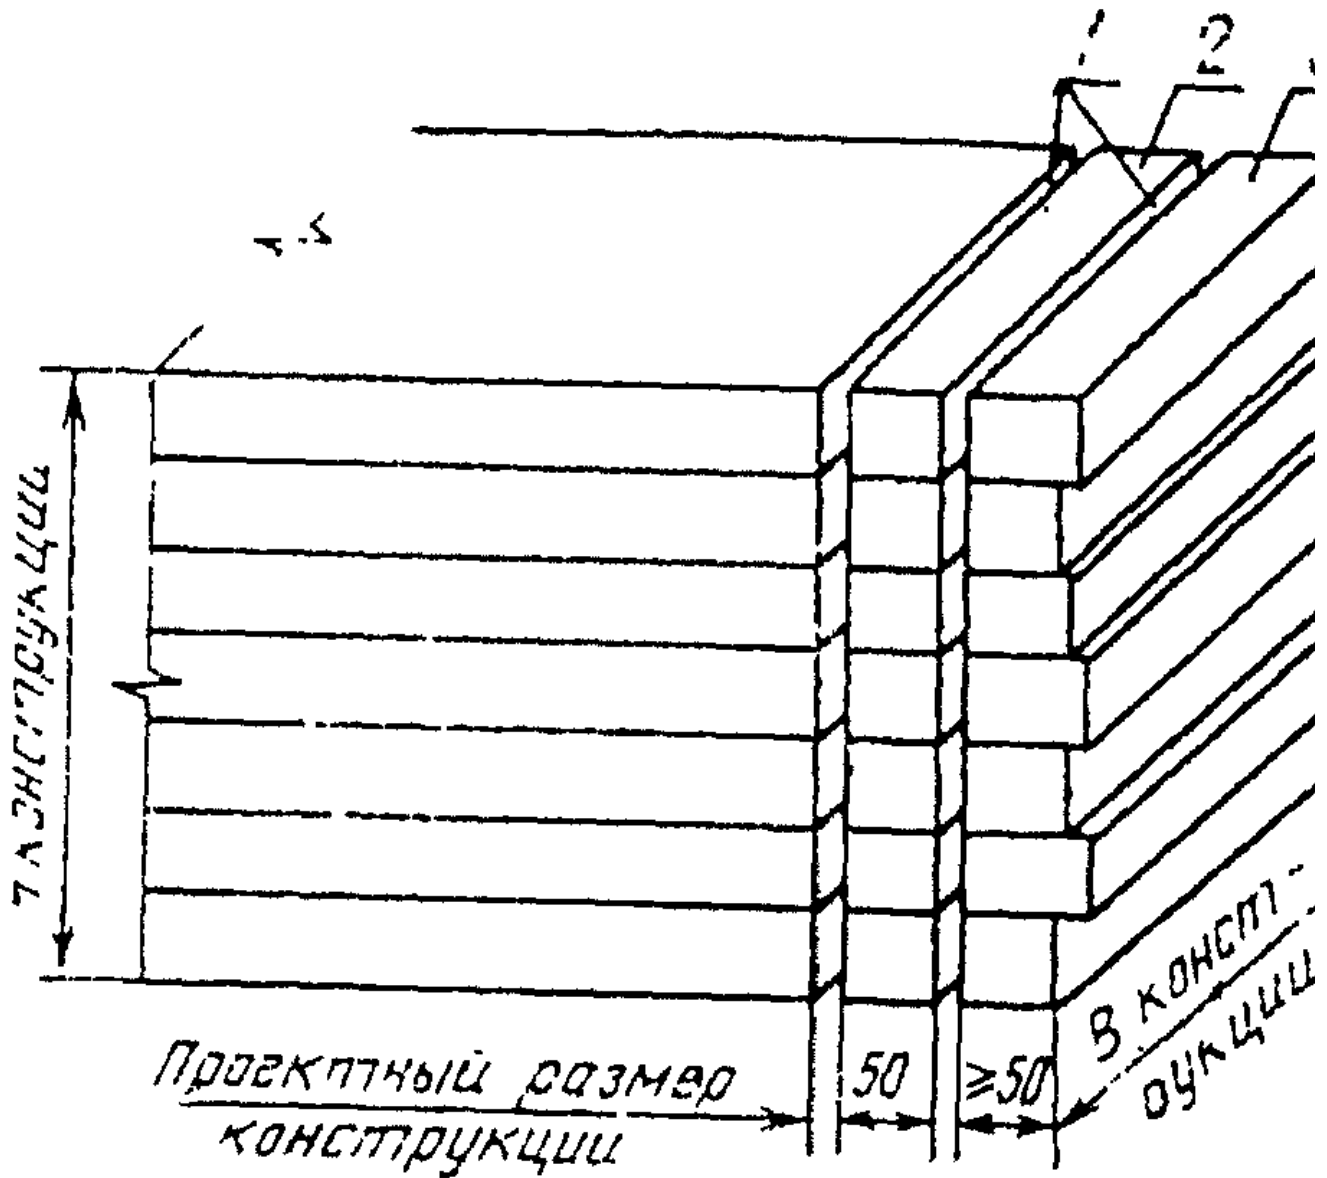 1 2
конструкции
Проектный размер
конструкции
50
≥50
В конст-
рукции